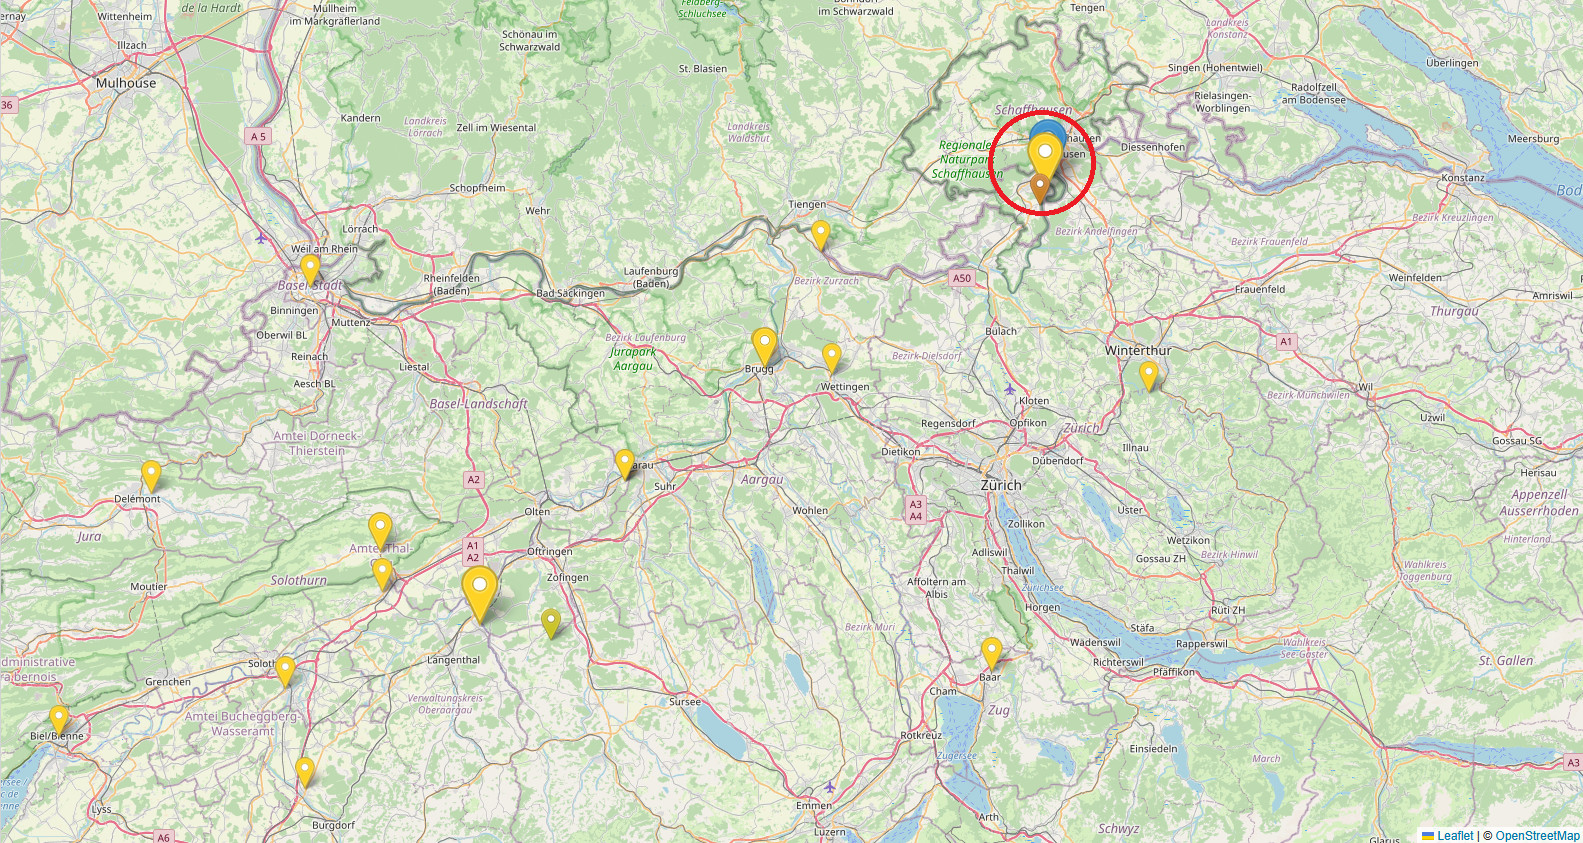 de la Hardt
Müllheim
im Markgräflerland
Schönau im
Schwarzwald
Feldberg-
Schluchsee
im Schwarzwald
Tengen
Landkreis
Konstanz
Wittenheim
Illzach
Mulhouse
36
A 5
Kandern
Landkreis
Lörrach
Zell im Wiesental
St. Blasien
Landkreis
Waldshut
Singen (Hohentwiel)
Rielasingen-
Worblingen
Radolfzell
am Bodensee
Überlingen
Meersburg
Konstanz
Bod
Schaffhausen
hausen
usen
Regionaler
Naturpark
Schaffhausen
Diessenhofen
Bezirk Andelfingen
Bezirk Kreuzlingen
Bezirk Frauenfeld
Schopfheim
Wehr
Tiengen
Lörrach
Weil am Rhein
Basel-Stadt
Binningen
Muttenz
Oberwil BL
Reinach
Aesch BL
Liestal
Rheinfelden
(Baden)
Bad Säckingen
Laufenburg
(Baden)
Bezirk Zurzach
A50
Weinfelden
Frauenfeld
Amriswil
Thurgau
Bülach
Winterthur
A1
Bezirk Laufenburg
Jurapark
Aargau
Brugg
Wettingen
Bezirk Dielsdorf
Kloten
Opfikon
Regensdorf
Zürich
Dietikon
Dübendorf
Illnau
Bezirk Münchwilen
Wil
Uzwil
Gossau SG
Herisau
Appenzell
Ausserrhoden
Hinterland
Basel-Landschaft
Amtei Dorneck-
Thierstein
Delémont
Jura
Moutier
A2
Olten
arau
Suhr
Aargau
Wohlen
A3
A4
Zürich
Zollikon
Uster
Wetzikon
Gossau ZH
Bezirk Hinwil
Adliswil
Thalwil
Zürichsee
Horgen
Affoltern am
Albis
Wahlkreis
Toggenburg
Amtei Thal-
A1
A2
Oftringen
Zofingen
Solothurn
Langenthal
Grenchen
Amtei Bucheggberg-
Wasseramt
Verwaltungskreis
Oberaargau
Biel/Bienne
Lyss
A6
Burgdorf
Sursee
Bezirk Muri
Baar
Cham
Zug
Rotkreuz
Zugersee
Emmen
Luzern
Arth
Schwyz
Stäfa
Rüti ZH
Wädenswil
Richterswil
Rapperswil
Pfäffikon
Wahlkreis
See-Gaster
St. Gallen
Einsiedeln
March
A3
Glarus
Leaflet | © OpenStreetMap